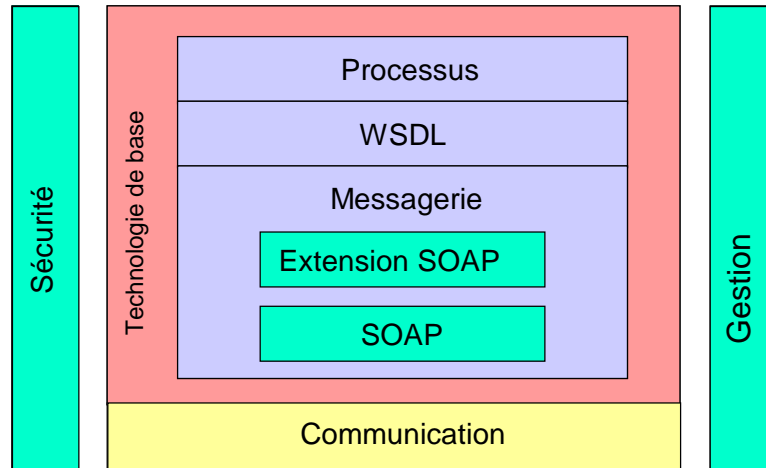 Sécurité
Technologie de base
Processus
WSDL
Messagerie
Extension SOAP
SOAP
Communication
Gestion